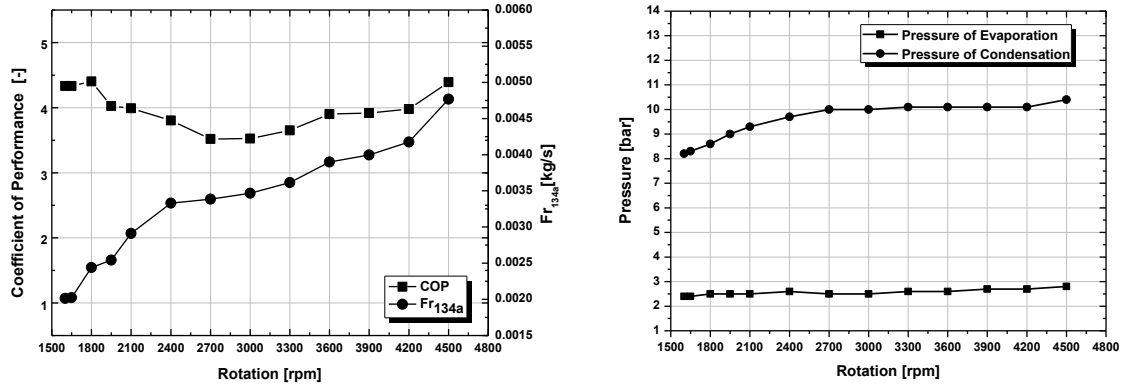 Coefficient of Performance [-]
5
4
3
2
1
0.0060
0.0055
0.0050
0.0045
0.0040
0.0035
0.0030
0.0025
0.0020
0.0015
Fr134a[kg/s]
COP
Fr134a
1500 1800 2100 2400 2700 3000 3300 3600 3900 4200 4500 4800
Rotation [rpm]
Pressure [bar]
14
13
12
11
10
9
8
7
6
5
4
3
2
1
Pressure of Evaporation
Pressure of Condensation
1500 1800 2100 2400 2700 3000 3300 3600 3900 4200 4500 4800
Rotation [rpm]